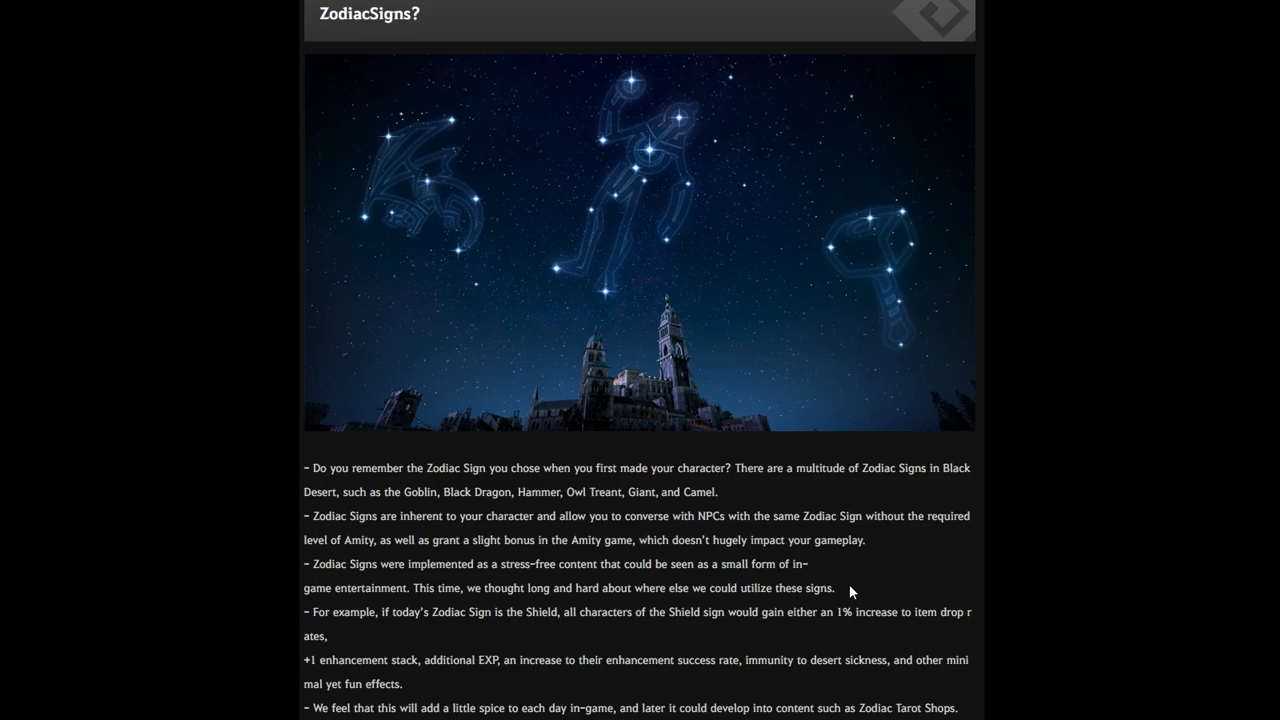 ZodiacSigns?
- Do you remember the Zodiac Sign you chose when you first made your character? There are a multitude of Zodiac Signs in Black
Desert, such as the Goblin, Black Dragon, Hammer, Owl Treant, Giant, and Camel.
- Zodiac Signs are inherent to your character and allow you to converse with NPCs with the same Zodiac Sign without the required
level of Amity, as well as grant a slight bonus in the Amity game, which doesn't hugely impact your gameplay.
- Zodiac Signs were implemented as a stress-free content that could be seen as a small form of in-
game entertainment. This time, we thought long and hard about where else we could utilize these signs.
- For example, if today's Zodiac Sign is the Shield, all characters of the Shield sign would gain either an 1% increase to item drop r
ates,
+1 enhancement stack, additional EXP, an increase to their enhancement success rate, immunity to desert sickness, and other mini
mal yet fun effects.
- We feel that this will add a little spice to each day in-game, and later it could develop into content such as Zodiac Tarot Shops.